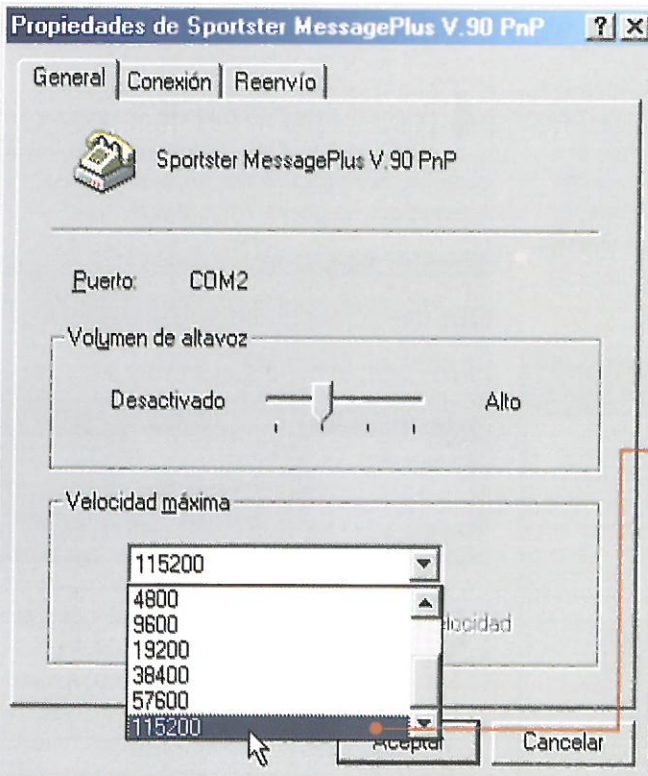 Propiedades de Sportster MessagePlus V.90 PnP ? X
General Conexión Reenvío
Sportster MessagePlus V.90 PnP
Puerto: COM2
Volumen de altavoz
Desactivado Alto
Velocidad máxima
115200
4800
9600
19200
38400
57600
115200
Aceptar Cancelar